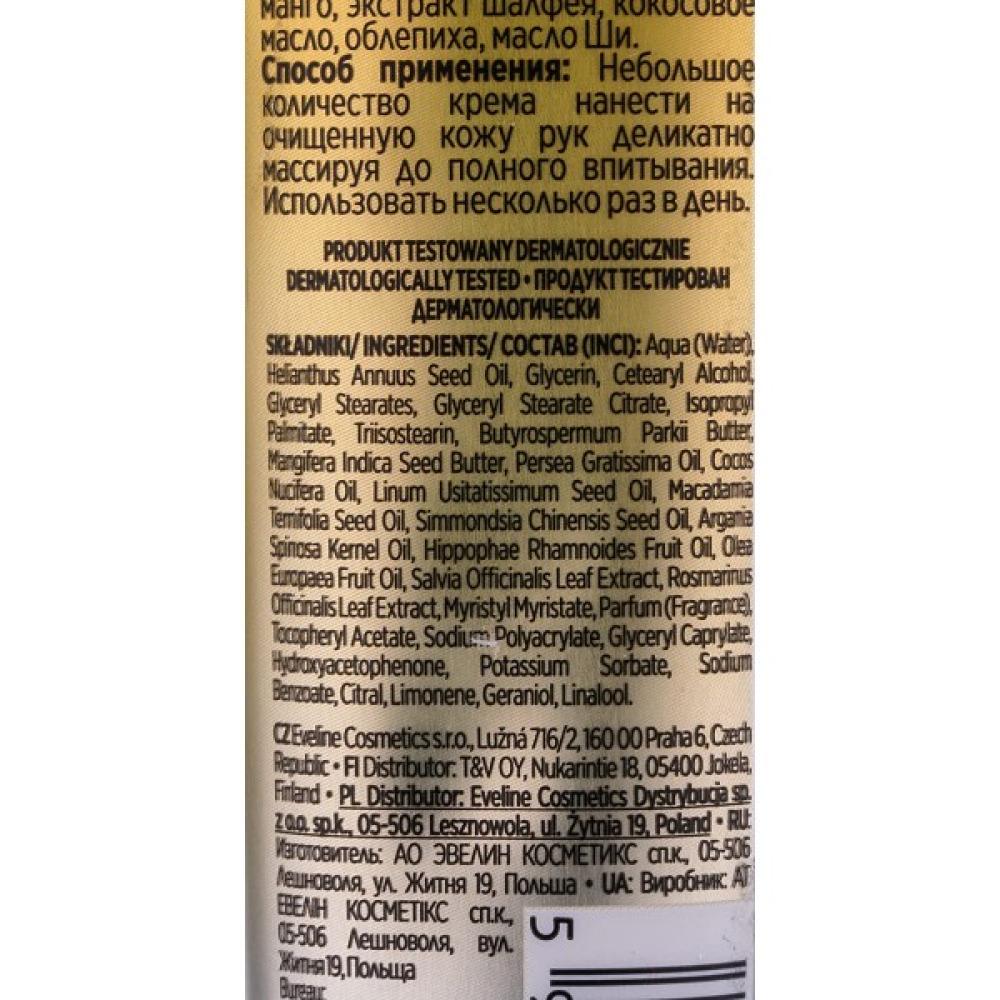 манго, экстракт шалфея, кокосовое
масло, облепиха, масло Ши.
Способ применения: Небольшое
количество крема нанести на
очищенную кожу рук деликатно
массируя до полного впитывания.
Использовать несколько раз в день.
PRODUKT TESTOWANY DERMATOLOGICZNIE
DERMATOLOGICALLY TESTED • ПРОДУКТ ТЕСТИРОВАН
ДЕРМАТОЛОГИЧЕСКИ
SKŁADNIKI/ INGREDIENTS/ СОСТАВ (INCI): Aqua (Water),
Helianthus Annuus Seed Oil, Glycerin, Cetearyl Alcohol,
Glyceryl Stearates, Glyceryl Stearate Citrate, Isopropyl
Palmitate, Triisostearin, Butyrospermum Parkii Butter,
Mangifera Indica Seed Butter, Persea Gratissima Oil, Cocos
Nucifera Oil, Linum Usitatissimum Seed Oil, Macadamia
Ternifolia Seed Oil, Simmondsia Chinensis Seed Oil, Argania
Spinosa Kernel Oil, Hippophae Rhamnoides Fruit Oil, Olea
Europaea Fruit Oil, Salvia Officinalis Leaf Extract, Rosmarinus
Officinalis Leaf Extract, Myristyl Myristate, Parfum (Fragrance),
Tocopheryl Acetate, Sodium Polyacrylate, Glyceryl Caprylate,
Hydroxyacetophenone, Potassium Sorbate, Sodium
Benzoate, Citral, Limonene, Geraniol, Linalool.
CZ Eveline Cosmetics s.r.o., Lužná 716/2, 160 00 Praha 6, Czech
Republic • FI Distributor: T&V OY, Nukarintie 18, 05400 Jokela,
Finland • PL Distributor: Eveline Cosmetics Dystrybucja sp.
z o.o. sp.k., 05-506 Lesznowola, ul. Żytnia 19, Poland • RU:
Изготовитель: АО ЭВЕЛИН КОСМЕТИКС сп.к., 05-506
Лешноволя, ул. Житня 19, Польша • UA: Виробник: АТ
ЕВЕЛІН КОСМЕТІКС сп.к.,
05-506 Лешноволя, вул.
Житня 19, Польща
Bureau:
5